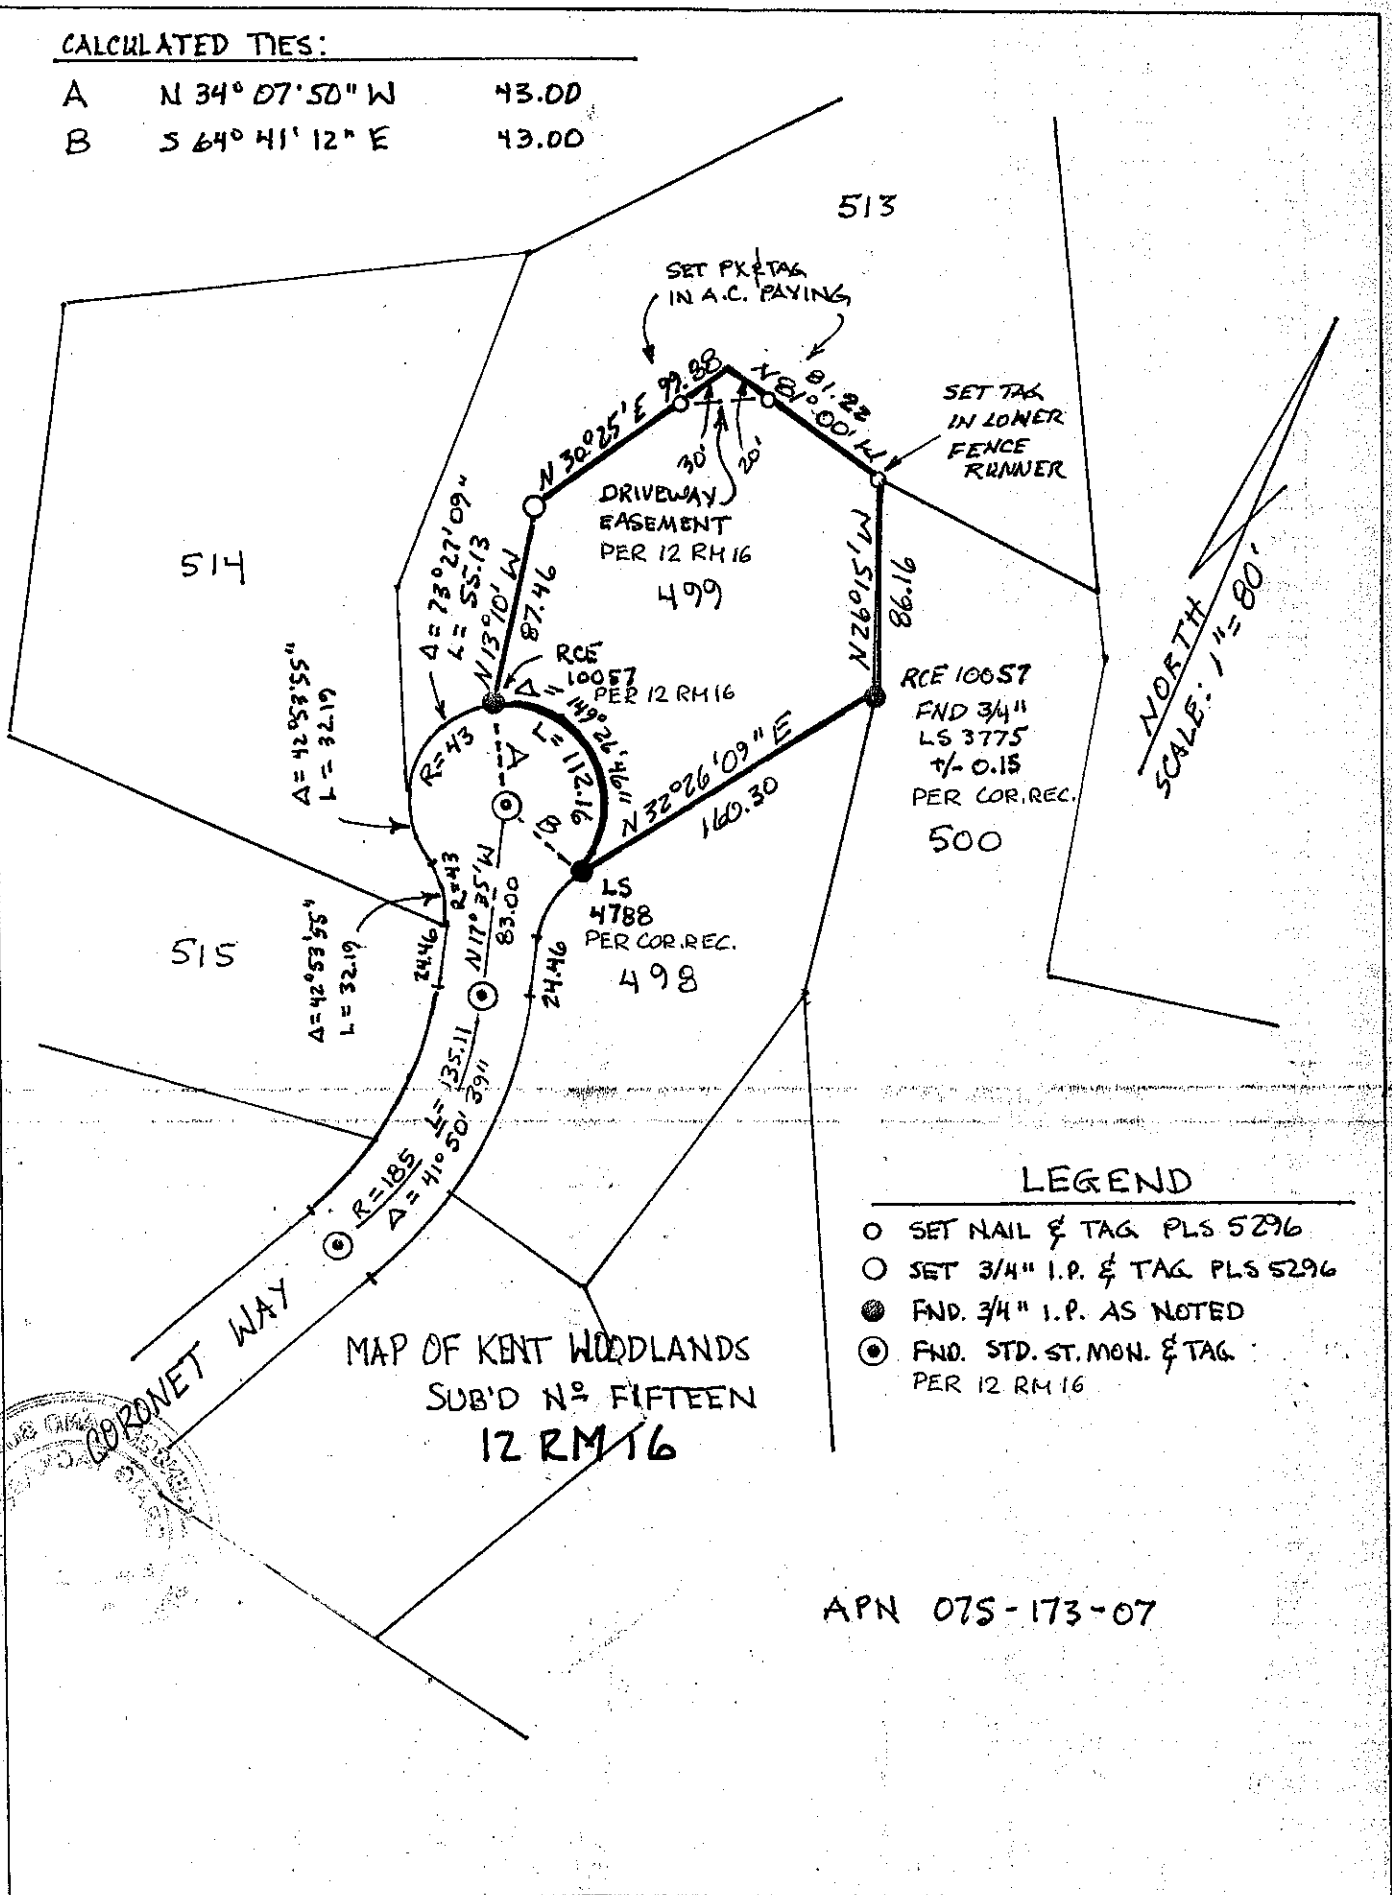 CALCULATED TIES:
A N 34° 07' 50" W 43.00
B S 64° 41' 12" E 43.00
513
SET PK & TAG
IN A.C. PAVING
99.38
N 30°25' E
81.22
N 81°00' W
SET TAG
IN LOWER
FENCE
RUNNER
30'
20'
DRIVEWAY
EASEMENT
PER 12 RM 16
499
514
Δ = 73°27'09"
L = 55.13
N 13°10' W
87.46
N 26°15' W
86.16
NORTH
SCALE: 1" = 80'
RCE
10057
PER 12 RM 16
Δ = 149°26'46"
L = 112.16
RCE 10057
FND 3/4"
LS 3775
+/- 0.15
PER COR. REC.
500
Δ = 42°53'55"
L = 32.19
R=43
A
B
N 32°26'09" E
160.30
R=43
N 17° 35' W
83.00
LS
4788
PER COR. REC.
498
515
Δ = 42°53'55"
L = 32.19
24.46
24.46
R=185 L= 135.11
Δ = 41° 50' 39"
CORONET WAY
LEGEND
SET NAIL & TAG PLS 5296
SET 3/4" I.P. & TAG PLS 5296
FND. 3/4" I.P. AS NOTED
FND. STD. ST. MON. & TAG
PER 12 RM 16
MAP OF KENT WOODLANDS
SUB'D Nº FIFTEEN
12 RM 16
APN 075-173-07